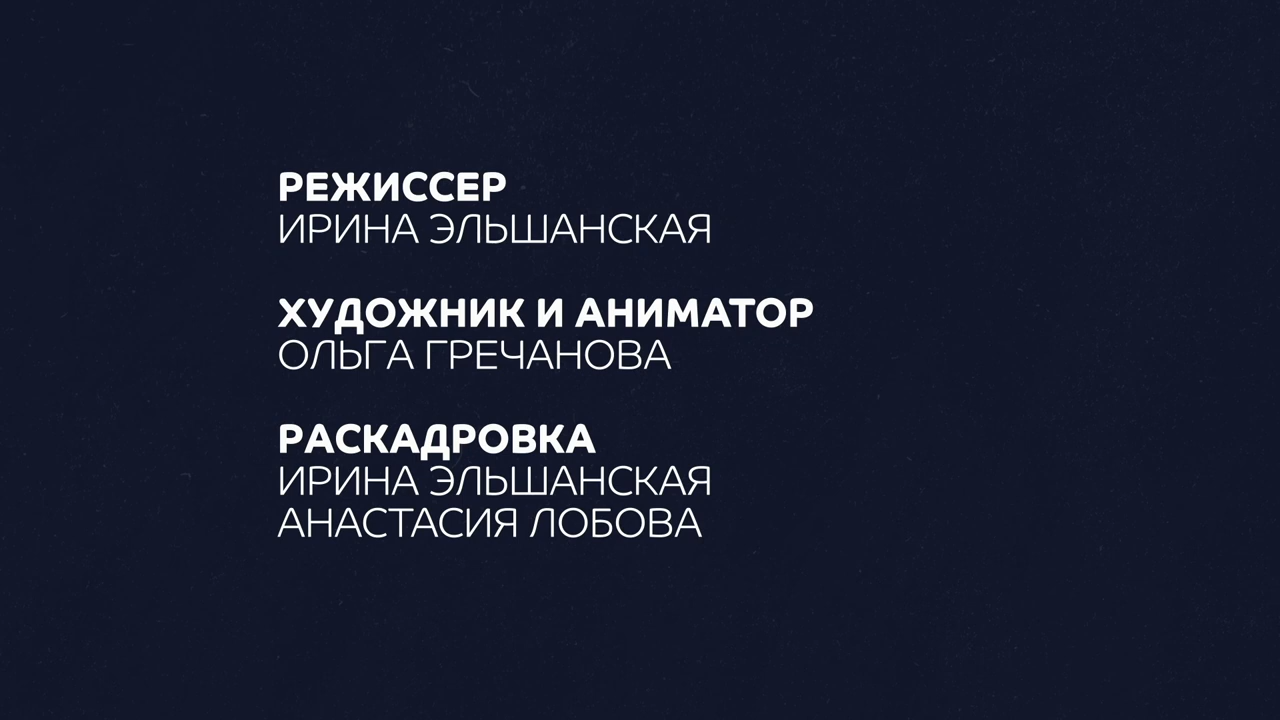 РЕЖИССЕР
ИРИНА ЭЛЬШАНСКАЯ
ХУДОЖНИК И АНИМАТОР
ОЛЬГА ГРЕЧАНОВА
РАСКАДРОВКА
ИРИНА ЭЛЬШАНСКАЯ
АНАСТАСИЯ ЛОБОВА